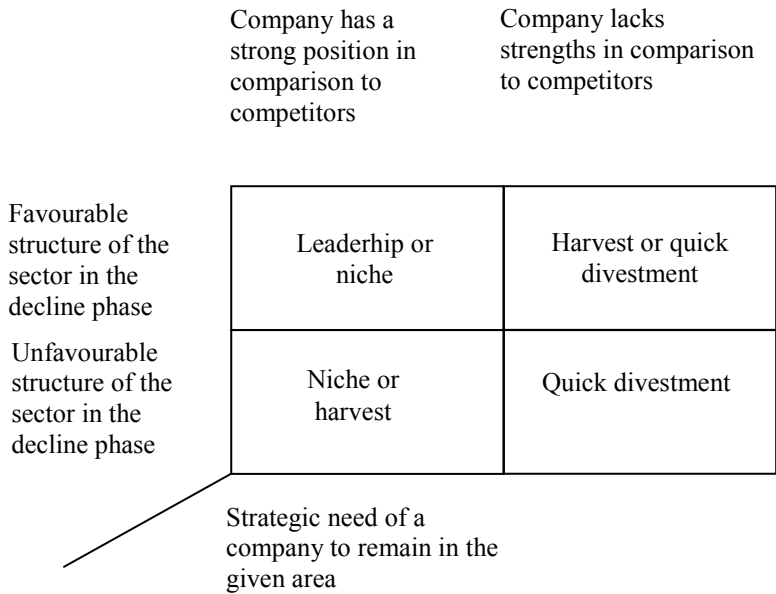 Company has a
strong position in
comparison to
competitors
Company lacks
strengths in comparison
to competitors
Favourable
structure of the
sector in the
decline phase
Leaderhip or
niche
Harvest or quick
divestment
Unfavourable
structure of the
sector in the
decline phase
Niche or
harvest
Quick divestment
Strategic need of a
company to remain in the
given area